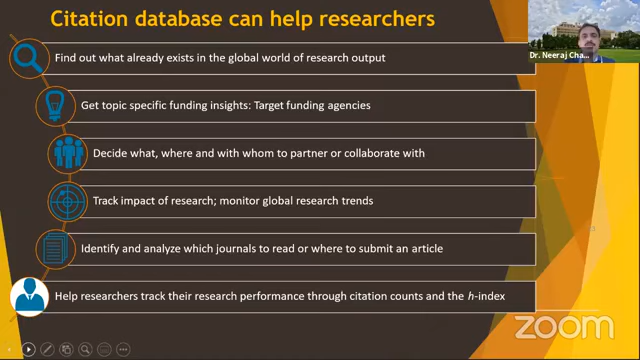 Citation database can help researchers
Dr. Neeraj Cha...
Find out what already exists in the global world of research output
Get topic specific funding insights: Target funding agencies
Decide what, where and with whom to partner or collaborate with
Track impact of research; monitor global research trends
Identify and analyze which journals to read or where to submit an article
Help researchers track their research performance through citation counts and the h-index
zoom